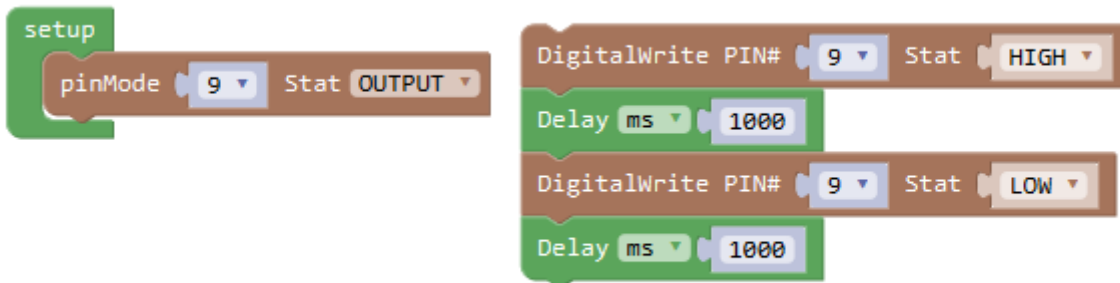 setup
pinMode 9 Stat OUTPUT
DigitalWrite PIN# 9 Stat HIGH
Delay ms 1000
DigitalWrite PIN# 9 Stat LOW
Delay ms 1000